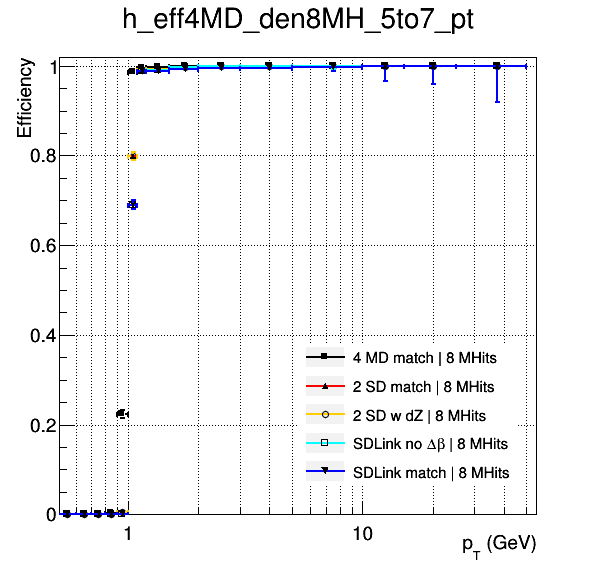 h_eff4MD_den8MH_5to7_pt
Efficiency
1
0.8
0.6
0.4
0.2
0
4 MD match | 8 MHits
2 SD match | 8 MHits
2 SD w dZ | 8 MHits
SDLink no Δβ | 8 MHits
SDLink match | 8 MHits
1
10
p_T (GeV)